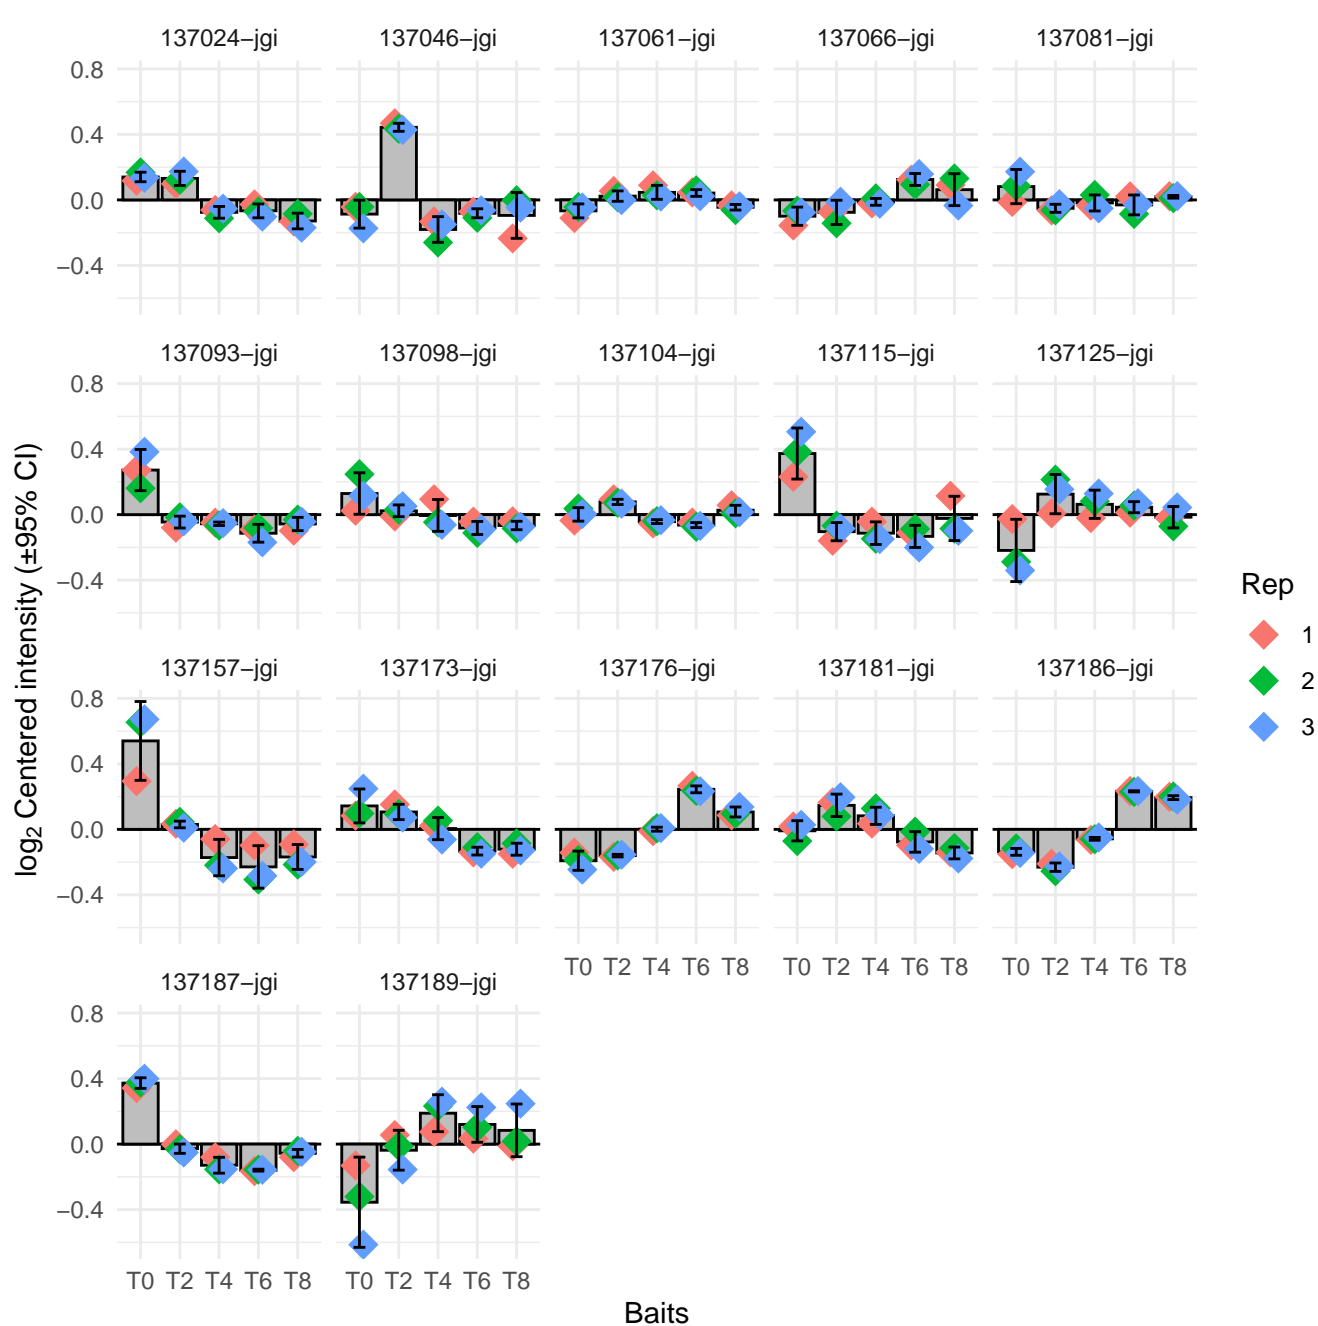 137024−jgi 137046−jgi 137061−jgi 137066−jgi 137081−jgi
0.8
0.4
0.0
−0.4
137093−jgi 137098−jgi 137104−jgi 137115−jgi 137125−jgi
0.8
0.4
0.0
−0.4
137157−jgi 137173−jgi 137176−jgi 137181−jgi 137186−jgi
0.8
0.4
0.0
−0.4
T0 T2 T4 T6 T8 T0 T2 T4 T6 T8 T0 T2 T4 T6 T8
137187−jgi 137189−jgi
0.8
0.4
0.0
−0.4
T0 T2 T4 T6 T8 T0 T2 T4 T6 T8
Baits
log2 Centered intensity (±95% CI)
Rep
1
2
3